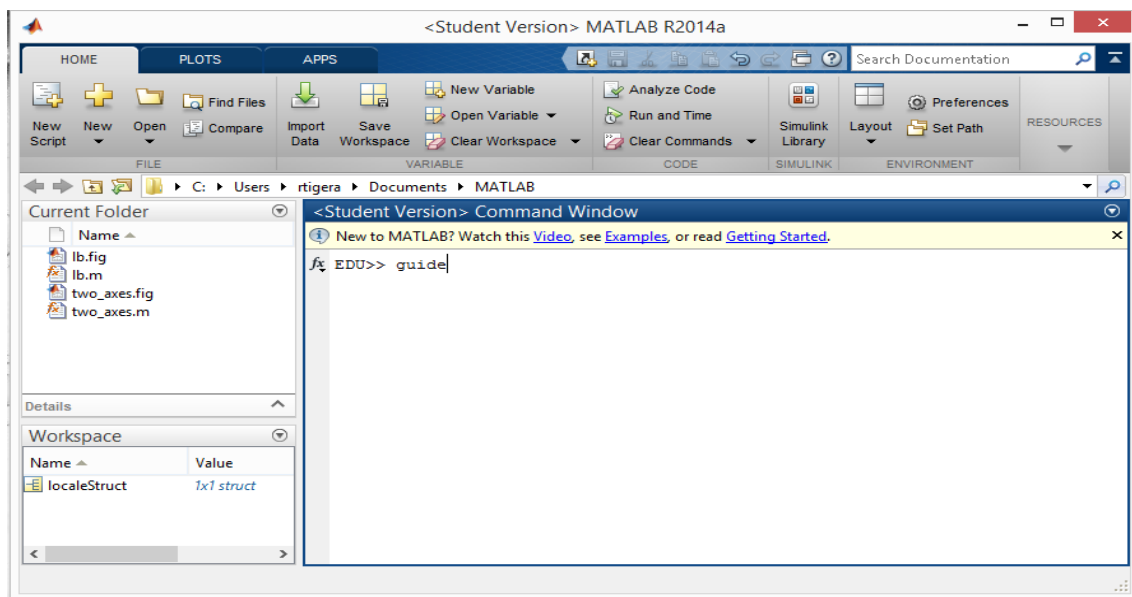 <Student Version> MATLAB R2014a
HOME PLOTS APPS Search Documentation
New Script
New
Open
Find Files
Compare
FILE
Import Data
Save Workspace
New Variable
Open Variable
Clear Workspace
VARIABLE
Analyze Code
Run and Time
Clear Commands
CODE
Simulink Library
SIMULINK
Layout
Preferences
Set Path
ENVIRONMENT
RESOURCES
C: Users rtigera Documents MATLAB
Current Folder
Name
lb.fig
lb.m
two_axes.fig
two_axes.m
Details
Workspace
Name Value
localeStruct 1x1 struct
<Student Version> Command Window
New to MATLAB? Watch this Video, see Examples, or read Getting Started.
fx EDU>> guide